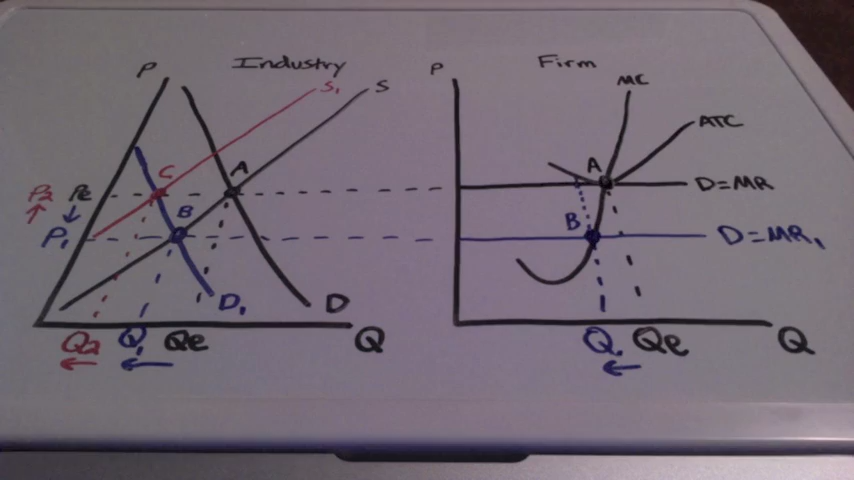 Industry
P
S₁
S
C
A
P₂
Pe
B
P₁
D₁
D
Q₂
Q₁
Qe
Q
Firm
P
MC
ATC
A
D=MR
B
D=MR₁
Q₁
Qe
Q